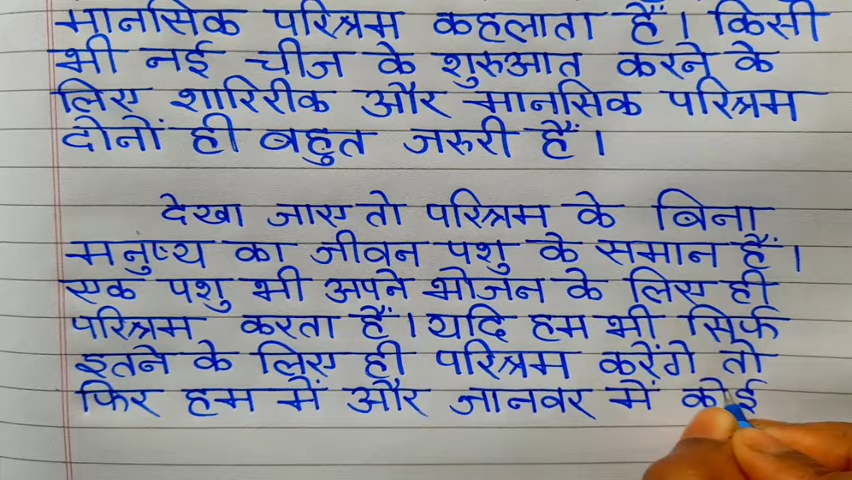 मानसिक परिश्रम कहलाता हैं। किसी
भी नई चीज के शुरुआत करने के
लिए शारिरीक और मानसिक परिश्रम
दोनों ही बहुत जरुरी हैं।
देखा जाए तो परिश्रम के बिना
मनुष्य का जीवन पशु के समान हैं।
एक पशु भी अपने भोजन के लिए ही
परिश्रम करता हैं। यदि हम भी सिर्फ
इतने के लिए ही परिश्रम करेंगे तो
फिर हम में और जानवर में कोई